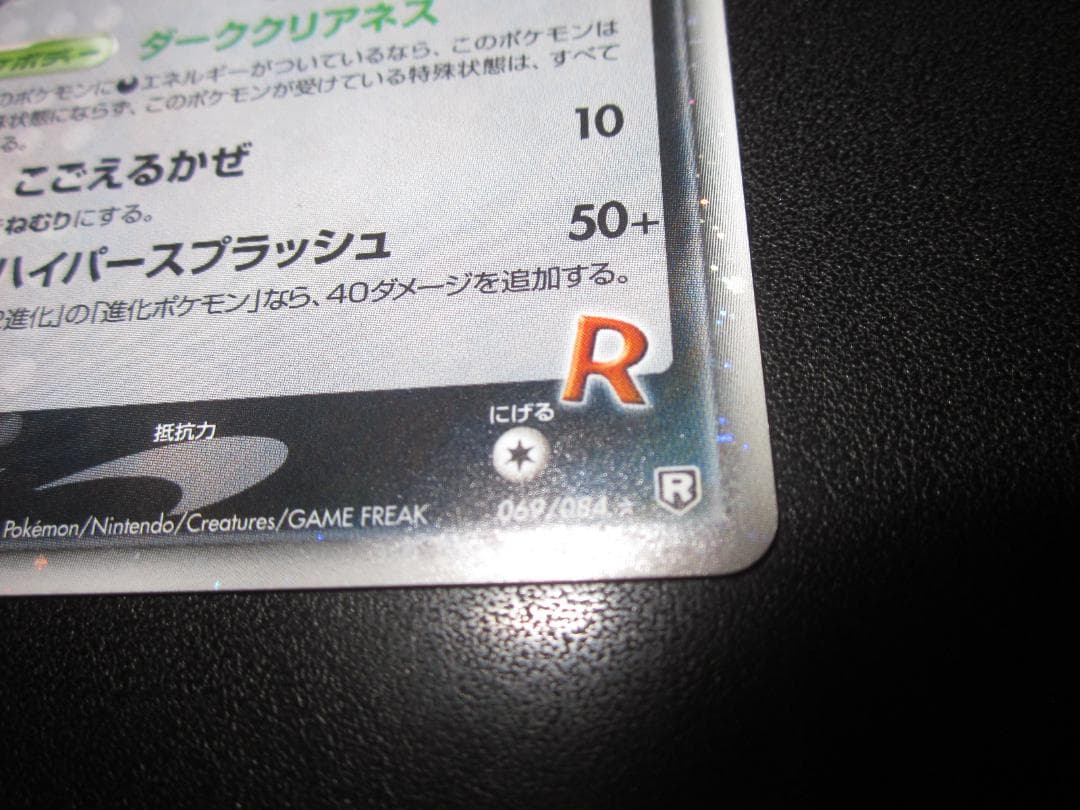 ダーククリアネス
のポケモンにエネルギーがついているなら、このポケモンは
状態にならず、このポケモンが受けている特殊状態は、すべて
る。
こごえるかぜ 10
ねむりにする。
ハイパースプラッシュ 50+
進化」の「進化ポケモン」なら、40ダメージを追加する。
R
抵抗力 にげる
Pokémon/Nintendo/Creatures/GAME FREAK 069/084 ★ R